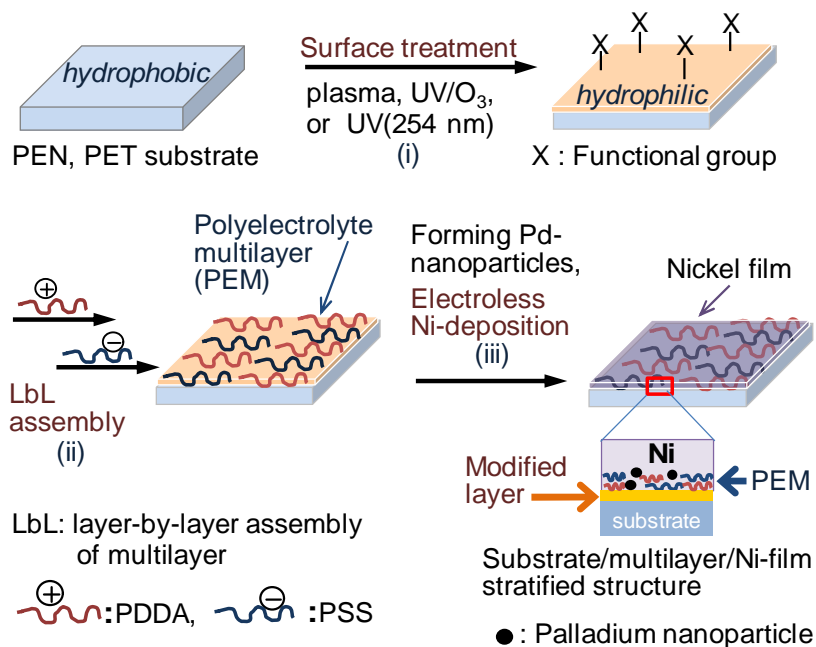 hydrophobic
PEN, PET substrate
Surface treatment
plasma, UV/O3,
or UV(254 nm)
(i)
X X X X
hydrophilic
X : Functional group
Polyelectrolyte
multilayer
(PEM)
+
−
LbL
assembly
(ii)
Forming Pd-
nanoparticles,
Electroless
Ni-deposition
(iii)
Nickel film
Ni
Modified
layer
PEM
substrate
LbL: layer-by-layer assembly
of multilayer
Substrate/multilayer/Ni-film
stratified structure
+ :PDDA, − :PSS
● : Palladium nanoparticle